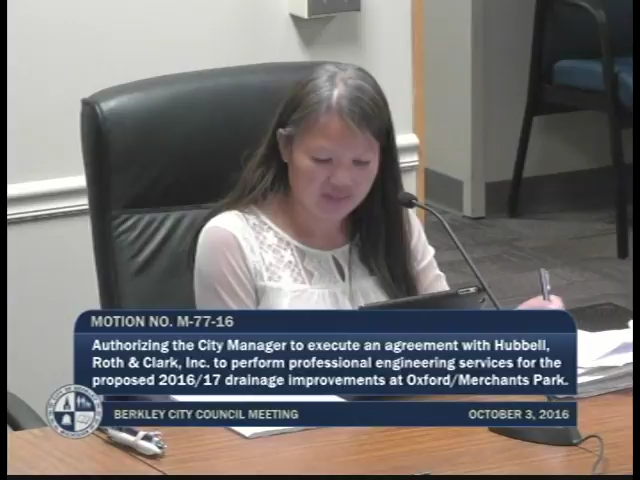 MOTION NO. M-77-16
Authorizing the City Manager to execute an agreement with Hubbell,
Roth & Clark, Inc. to perform professional engineering services for the
proposed 2016/17 drainage improvements at Oxford/Merchants Park.
BERKLEY CITY COUNCIL MEETING OCTOBER 3, 2016